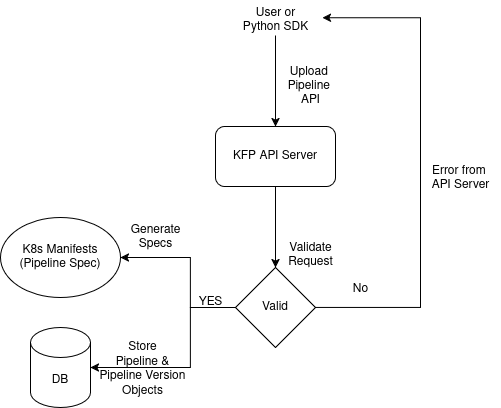 User or
Python SDK
Upload
Pipeline
API
KFP API Server
Error from
API Server
Generate
Specs
K8s Manifests
(Pipeline Spec)
Validate
Request
No
YES
Valid
Store
Pipeline &
Pipeline Version
Objects
DB